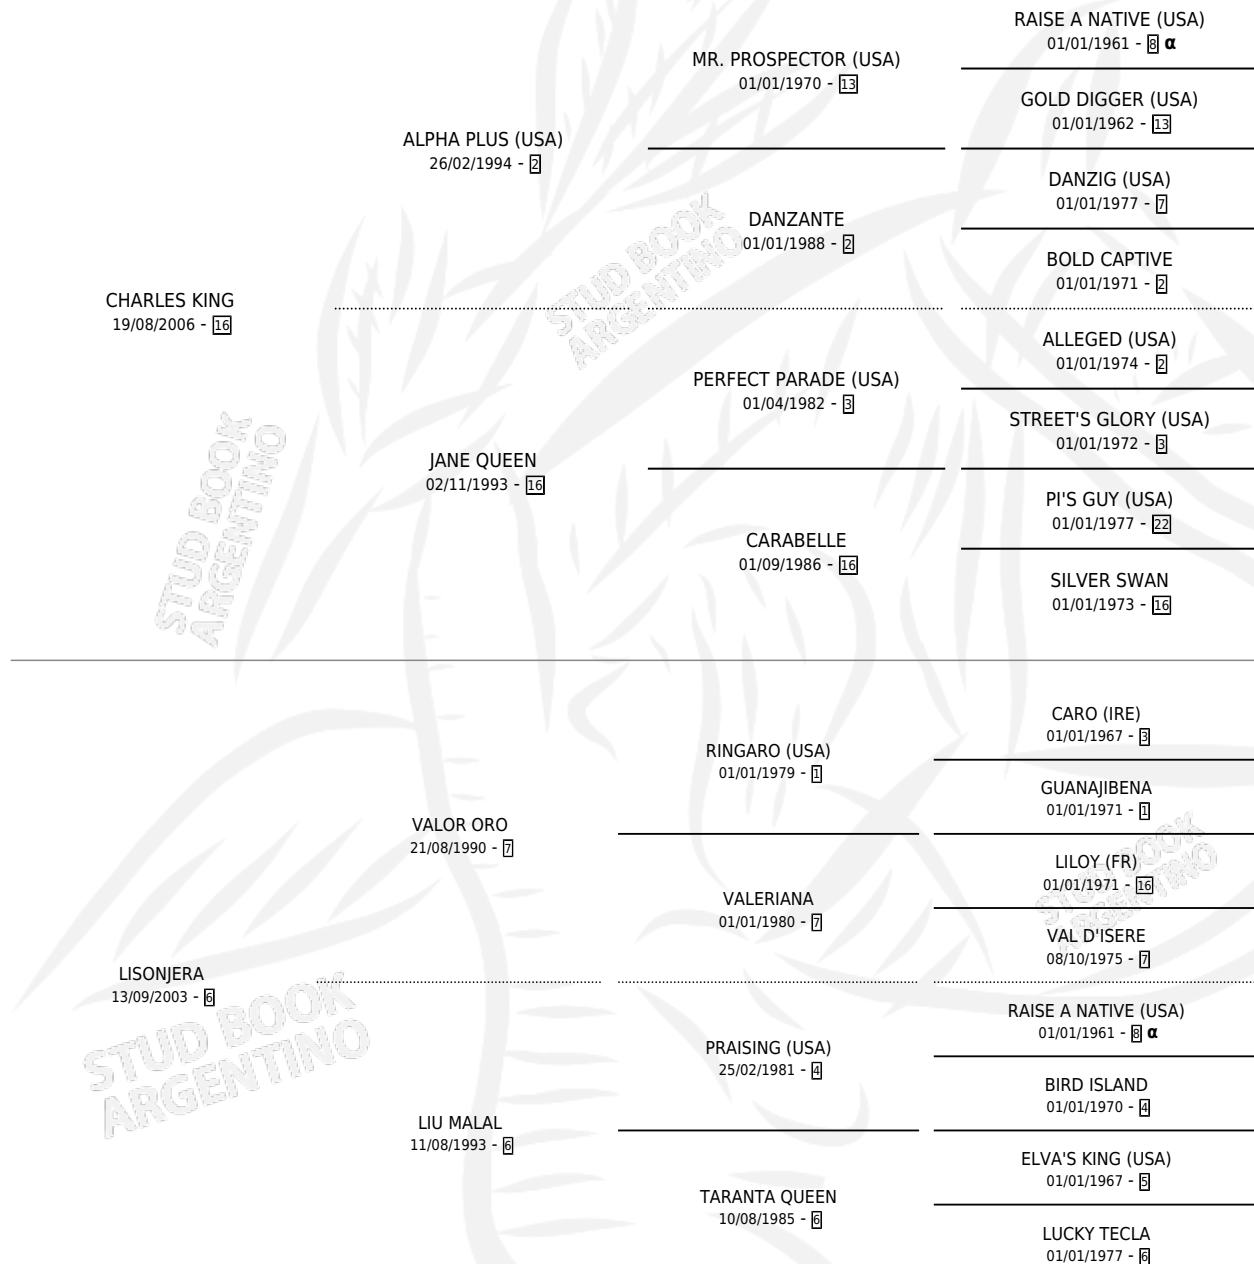 RAISE A NATIVE (USA)
01/01/1961 - 8 α
MR. PROSPECTOR (USA)
01/01/1970 - 13
GOLD DIGGER (USA)
01/01/1962 - 13
ALPHA PLUS (USA)
26/02/1994 - 2
DANZIG (USA)
01/01/1977 - 7
DANZANTE
01/01/1988 - 2
BOLD CAPTIVE
01/01/1971 - 2
CHARLES KING
19/08/2006 - 16
ALLEGED (USA)
01/01/1974 - 2
PERFECT PARADE (USA)
01/04/1982 - 3
STREET'S GLORY (USA)
01/01/1972 - 3
JANE QUEEN
02/11/1993 - 16
PI'S GUY (USA)
01/01/1977 - 22
CARABELLE
01/09/1986 - 16
SILVER SWAN
01/01/1973 - 16
CARO (IRE)
01/01/1967 - 3
RINGARO (USA)
01/01/1979 - 1
GUANAJIBENA
01/01/1971 - 1
VALOR ORO
21/08/1990 - 7
LILOY (FR)
01/01/1971 - 16
VALERIANA
01/01/1980 - 7
VAL D'ISERE
08/10/1975 - 7
LISONJERA
13/09/2003 - 6
RAISE A NATIVE (USA)
01/01/1961 - 8 α
PRAISING (USA)
25/02/1981 - 4
BIRD ISLAND
01/01/1970 - 4
LIU MALAL
11/08/1993 - 6
ELVA'S KING (USA)
01/01/1967 - 5
TARANTA QUEEN
10/08/1985 - 6
LUCKY TECLA
01/01/1977 - 6
STUD BOOK
ARGENTINO
STUD BOOK
ARGENTINO
STUD BOOK
ARGENTINO
STUD BOOK
ARGENTINO